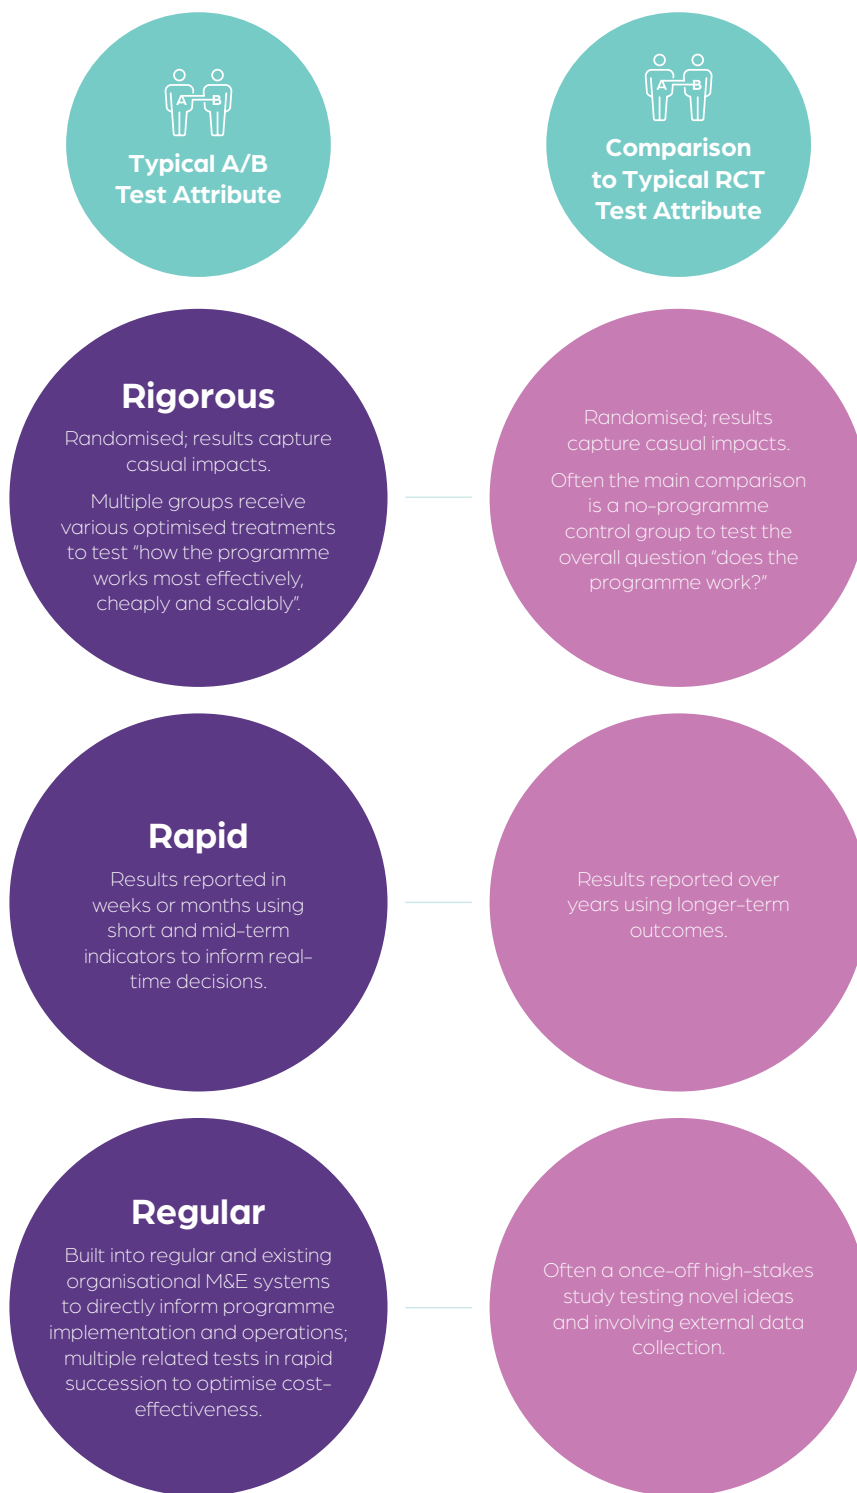 A B
Typical A/B
Test Attribute
A B
Comparison
to Typical RCT
Test Attribute
Rigorous
Randomised; results capture
casual impacts.
Multiple groups receive
various optimised treatments
to test “how the programme
works most effectively,
cheaply and scalably”.
Randomised; results
capture casual impacts.
Often the main comparison
is a no-programme
control group to test the
overall question “does the
programme work?”
Rapid
Results reported in
weeks or months using
short and mid-term
indicators to inform real-
time decisions.
Results reported over
years using longer-term
outcomes.
Regular
Built into regular and existing
organisational M&E systems
to directly inform programme
implementation and operations;
multiple related tests in rapid
succession to optimise cost-
effectiveness.
Often a once-off high-stakes
study testing novel ideas
and involving external data
collection.